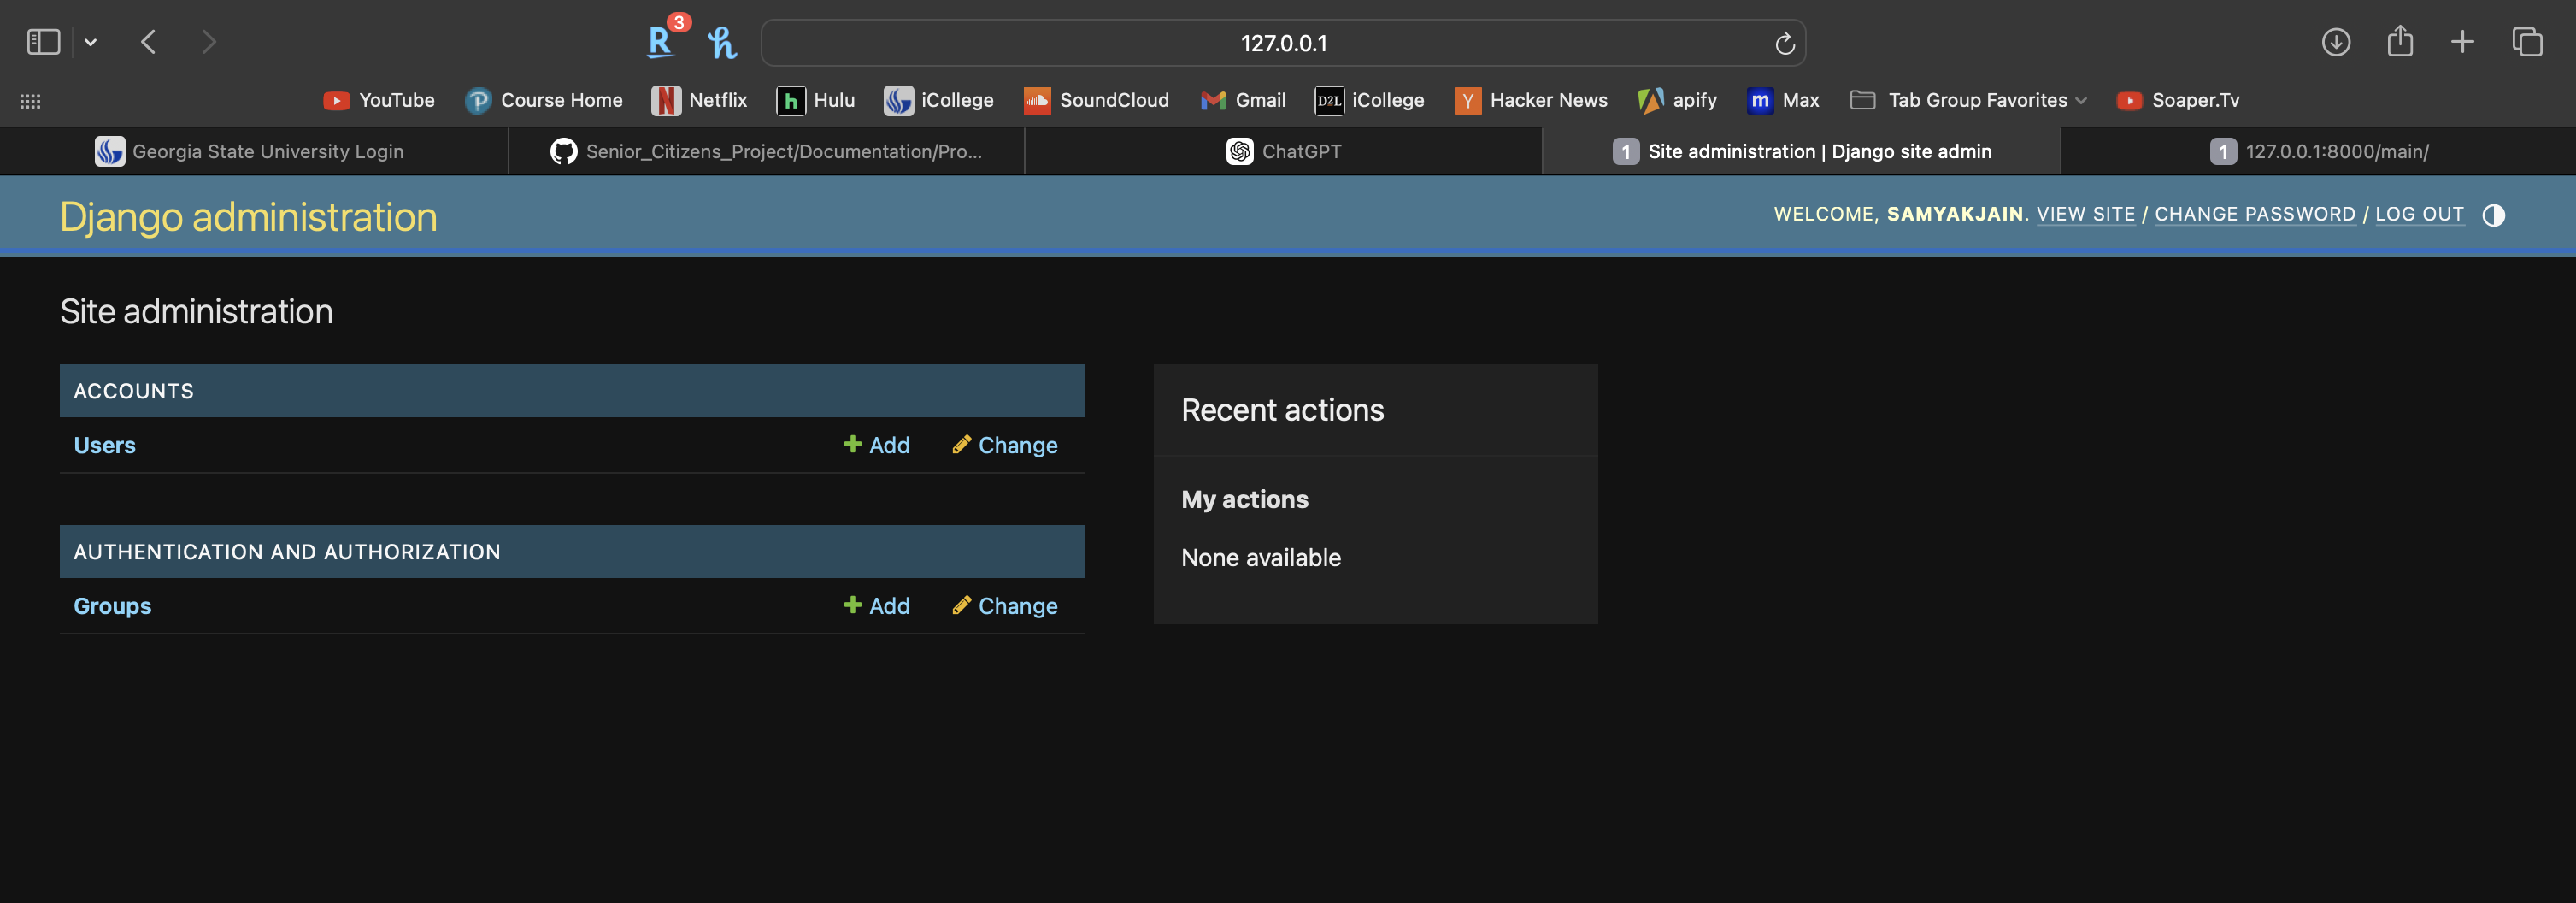 R 3 h 127.0.0.1
YouTube Course Home Netflix Hulu iCollege SoundCloud Gmail D2L iCollege Y Hacker News apify m Max Tab Group Favorites Soaper.Tv
Georgia State University Login Senior_Citizens_Project/Documentation/Pro... ChatGPT 1 Site administration | Django site admin 1 127.0.0.1:8000/main/
Django administration
WELCOME, SAMYAKJAIN. VIEW SITE / CHANGE PASSWORD / LOG OUT
Site administration
ACCOUNTS
Users + Add Change
AUTHENTICATION AND AUTHORIZATION
Groups + Add Change
Recent actions
My actions
None available